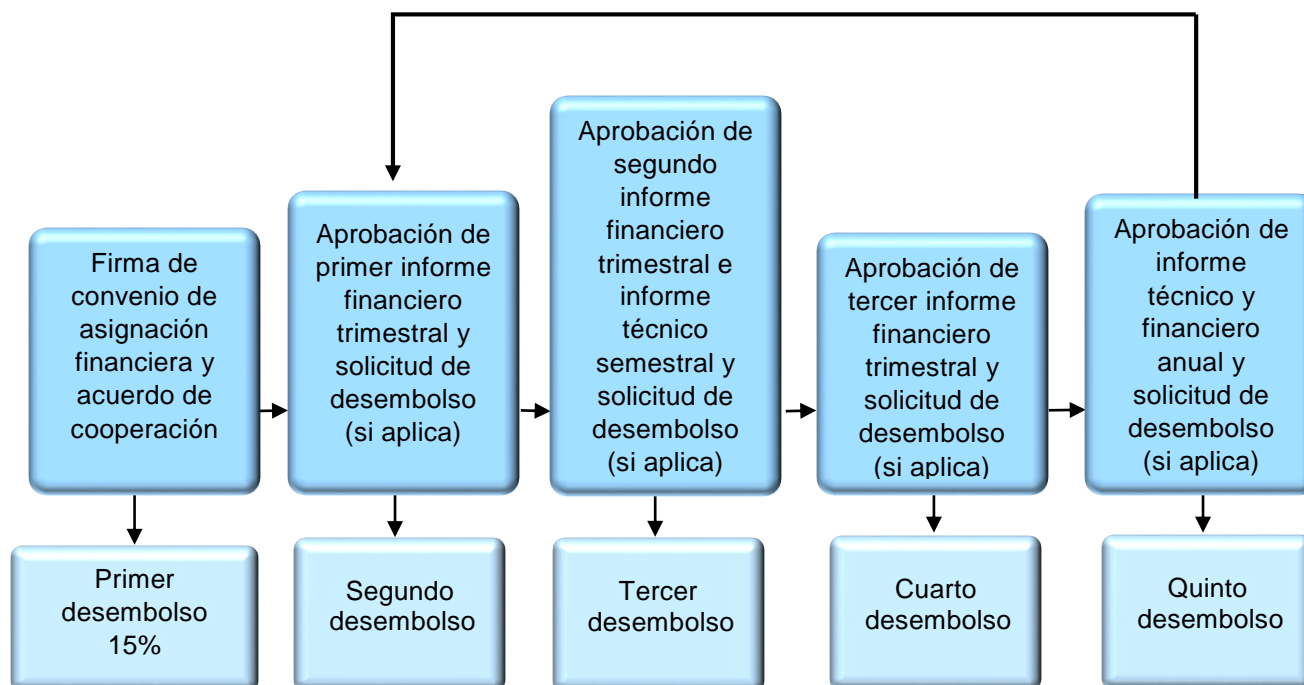 Firma de
convenio de
asignación
financiera y
acuerdo de
cooperación
Aprobación de
primer informe
financiero
trimestral y
solicitud de
desembolso
(si aplica)
Aprobación de
segundo
informe
financiero
trimestral e
informe
técnico
semestral y
solicitud de
desembolso
(si aplica)
Aprobación de
tercer informe
financiero
trimestral y
solicitud de
desembolso
(si aplica)
Aprobación de
informe
técnico y
financiero
anual y
solicitud de
desembolso
(si aplica)
Primer
desembolso
15%
Segundo
desembolso
Tercer
desembolso
Cuarto
desembolso
Quinto
desembolso